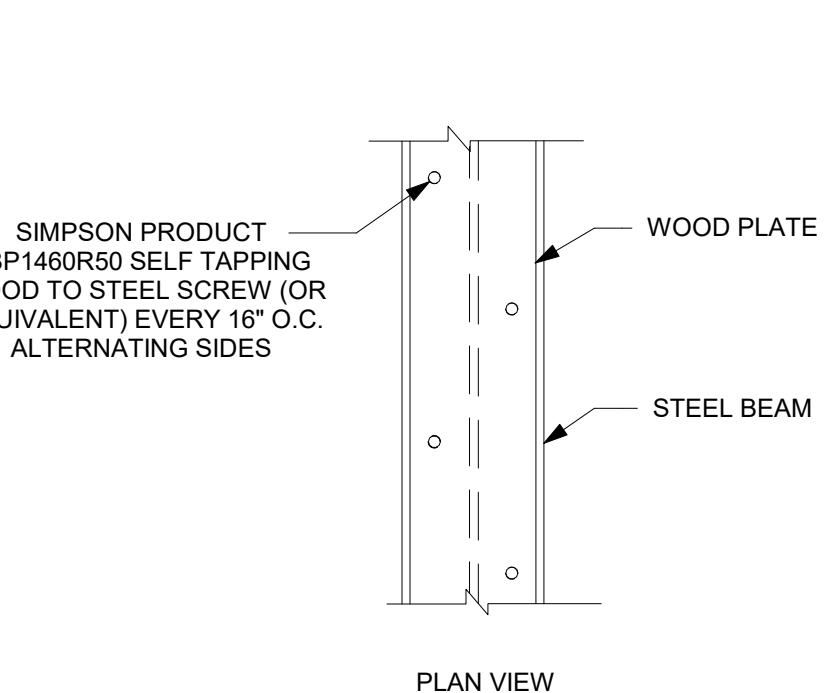 SIMPSON PRODUCT
BP1460R50 SELF TAPPING
OOD TO STEEL SCREW (OR
UIVALENT) EVERY 16" O.C.
ALTERNATING SIDES
WOOD PLATE
STEEL BEAM
PLAN VIEW